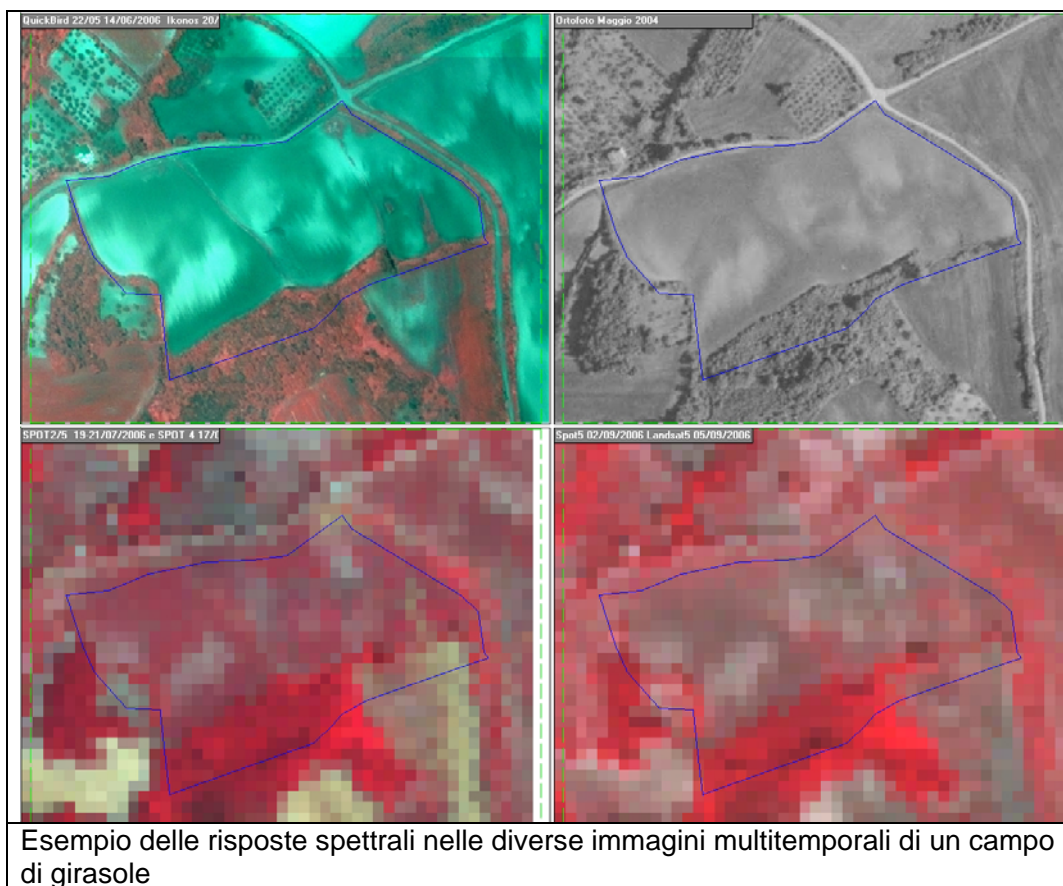 QuickBird 22/05 14/06/2006 Ikonos 20/
Ortofoto Maggio 2004
SPOT2/5 19-21/07/2006 e SPOT 4 17/0
Spot5 02/09/2006 Landsat5 05/09/2006
Esempio delle risposte spettrali nelle diverse immagini multitemporali di un campo
di girasole